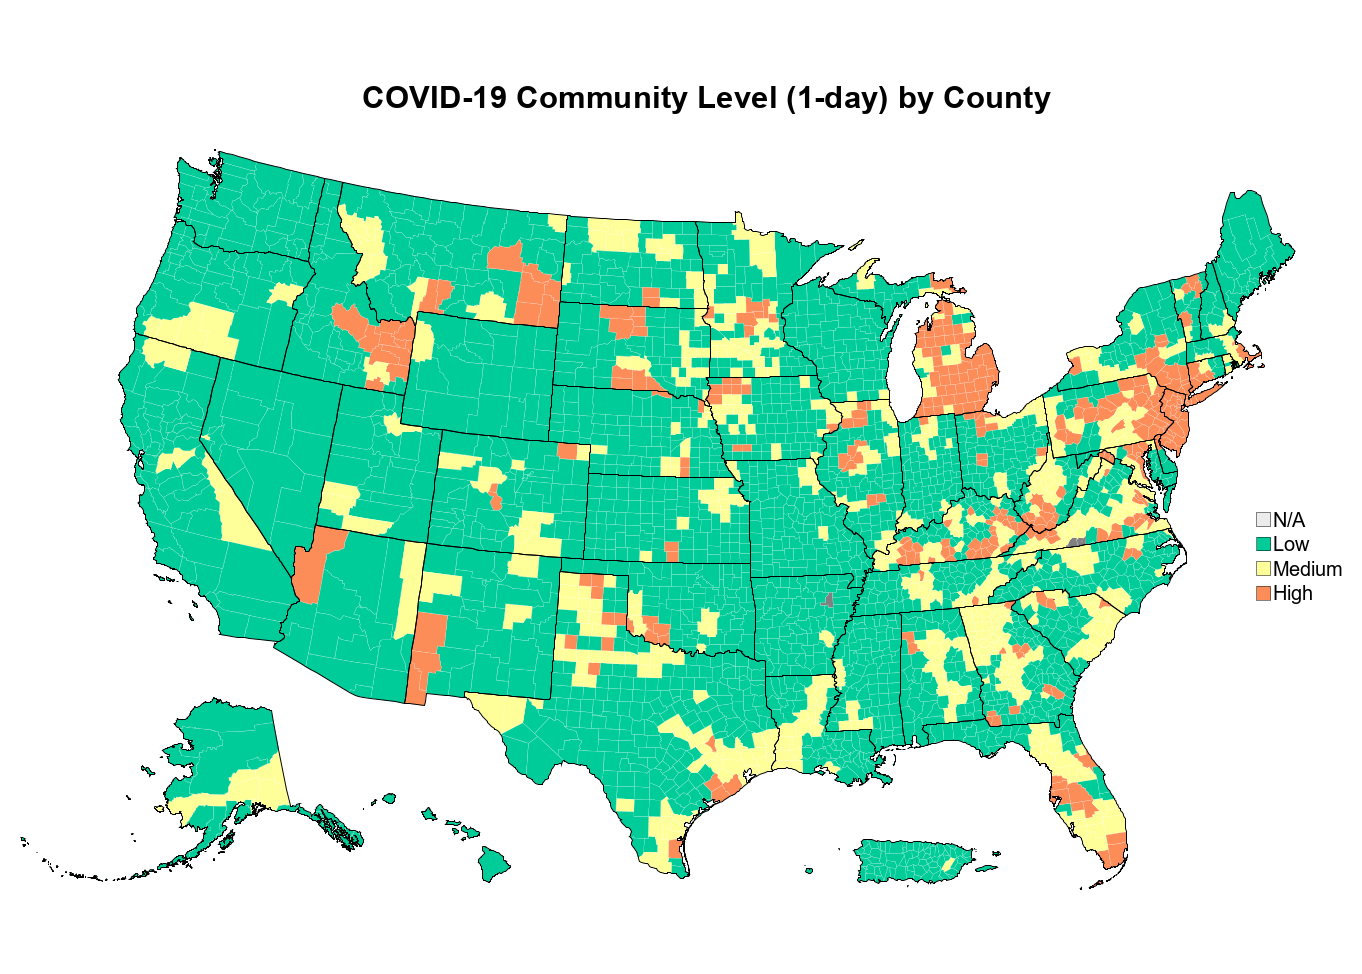 COVID-19 Community Level (1-day) by County
N/A
Low
Medium
High